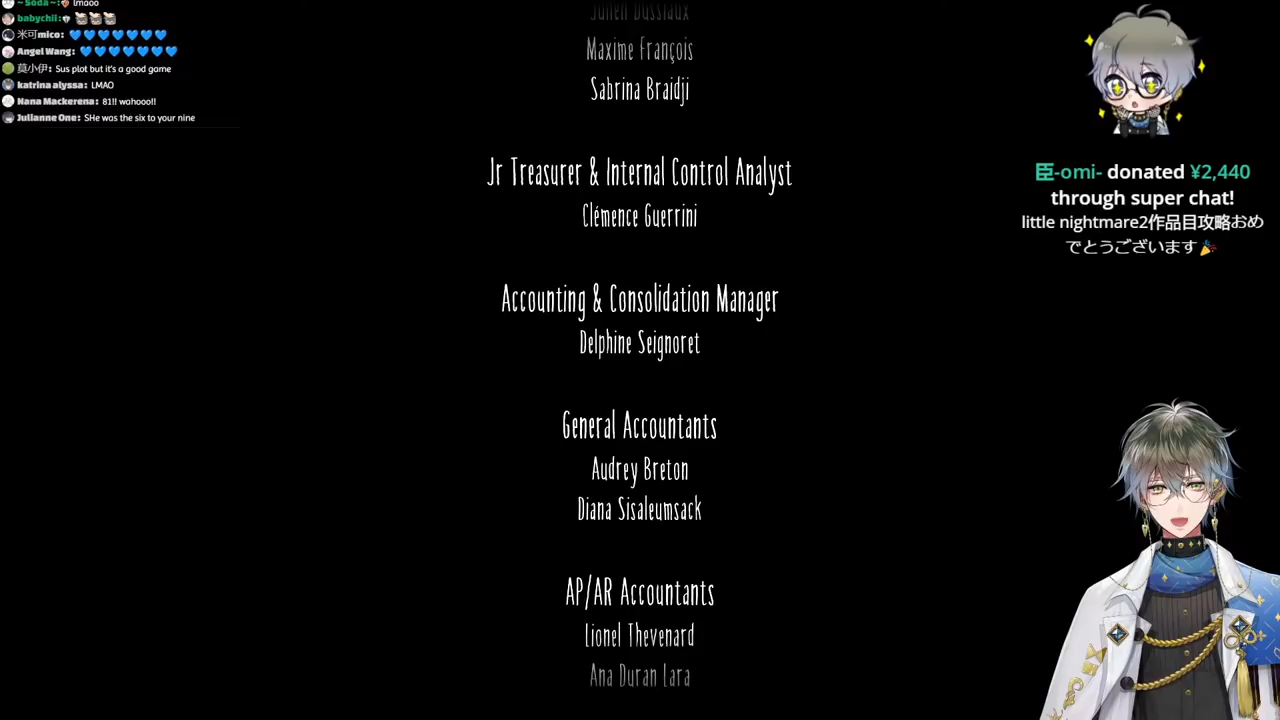 ~Soda~: lmaoo
babychii:
米可mico: 💙💙💙💙💙💙💙
Angel Wang: 💙💙💙💙💙💙💙
莫小伊: Sus plot but it's a good game
katrina alyssa: LMAO
Nana Mackerena: 81!! wahooo!!
Julianne One: SHe was the six to your nine
Julien Dussiaux
Maxime François
Sabrina Braidji
Jr Treasurer & Internal Control Analyst
Clémence Guerrini
Accounting & Consolidation Manager
Delphine Seignoret
General Accountants
Audrey Breton
Diana Sisaleumsack
AP/AR Accountants
Lionel Thevenard
Ana Duran Lara
臣-omi- donated ¥2,440
through super chat!
little nightmare2作品目攻略おめ
でとうございます🎉